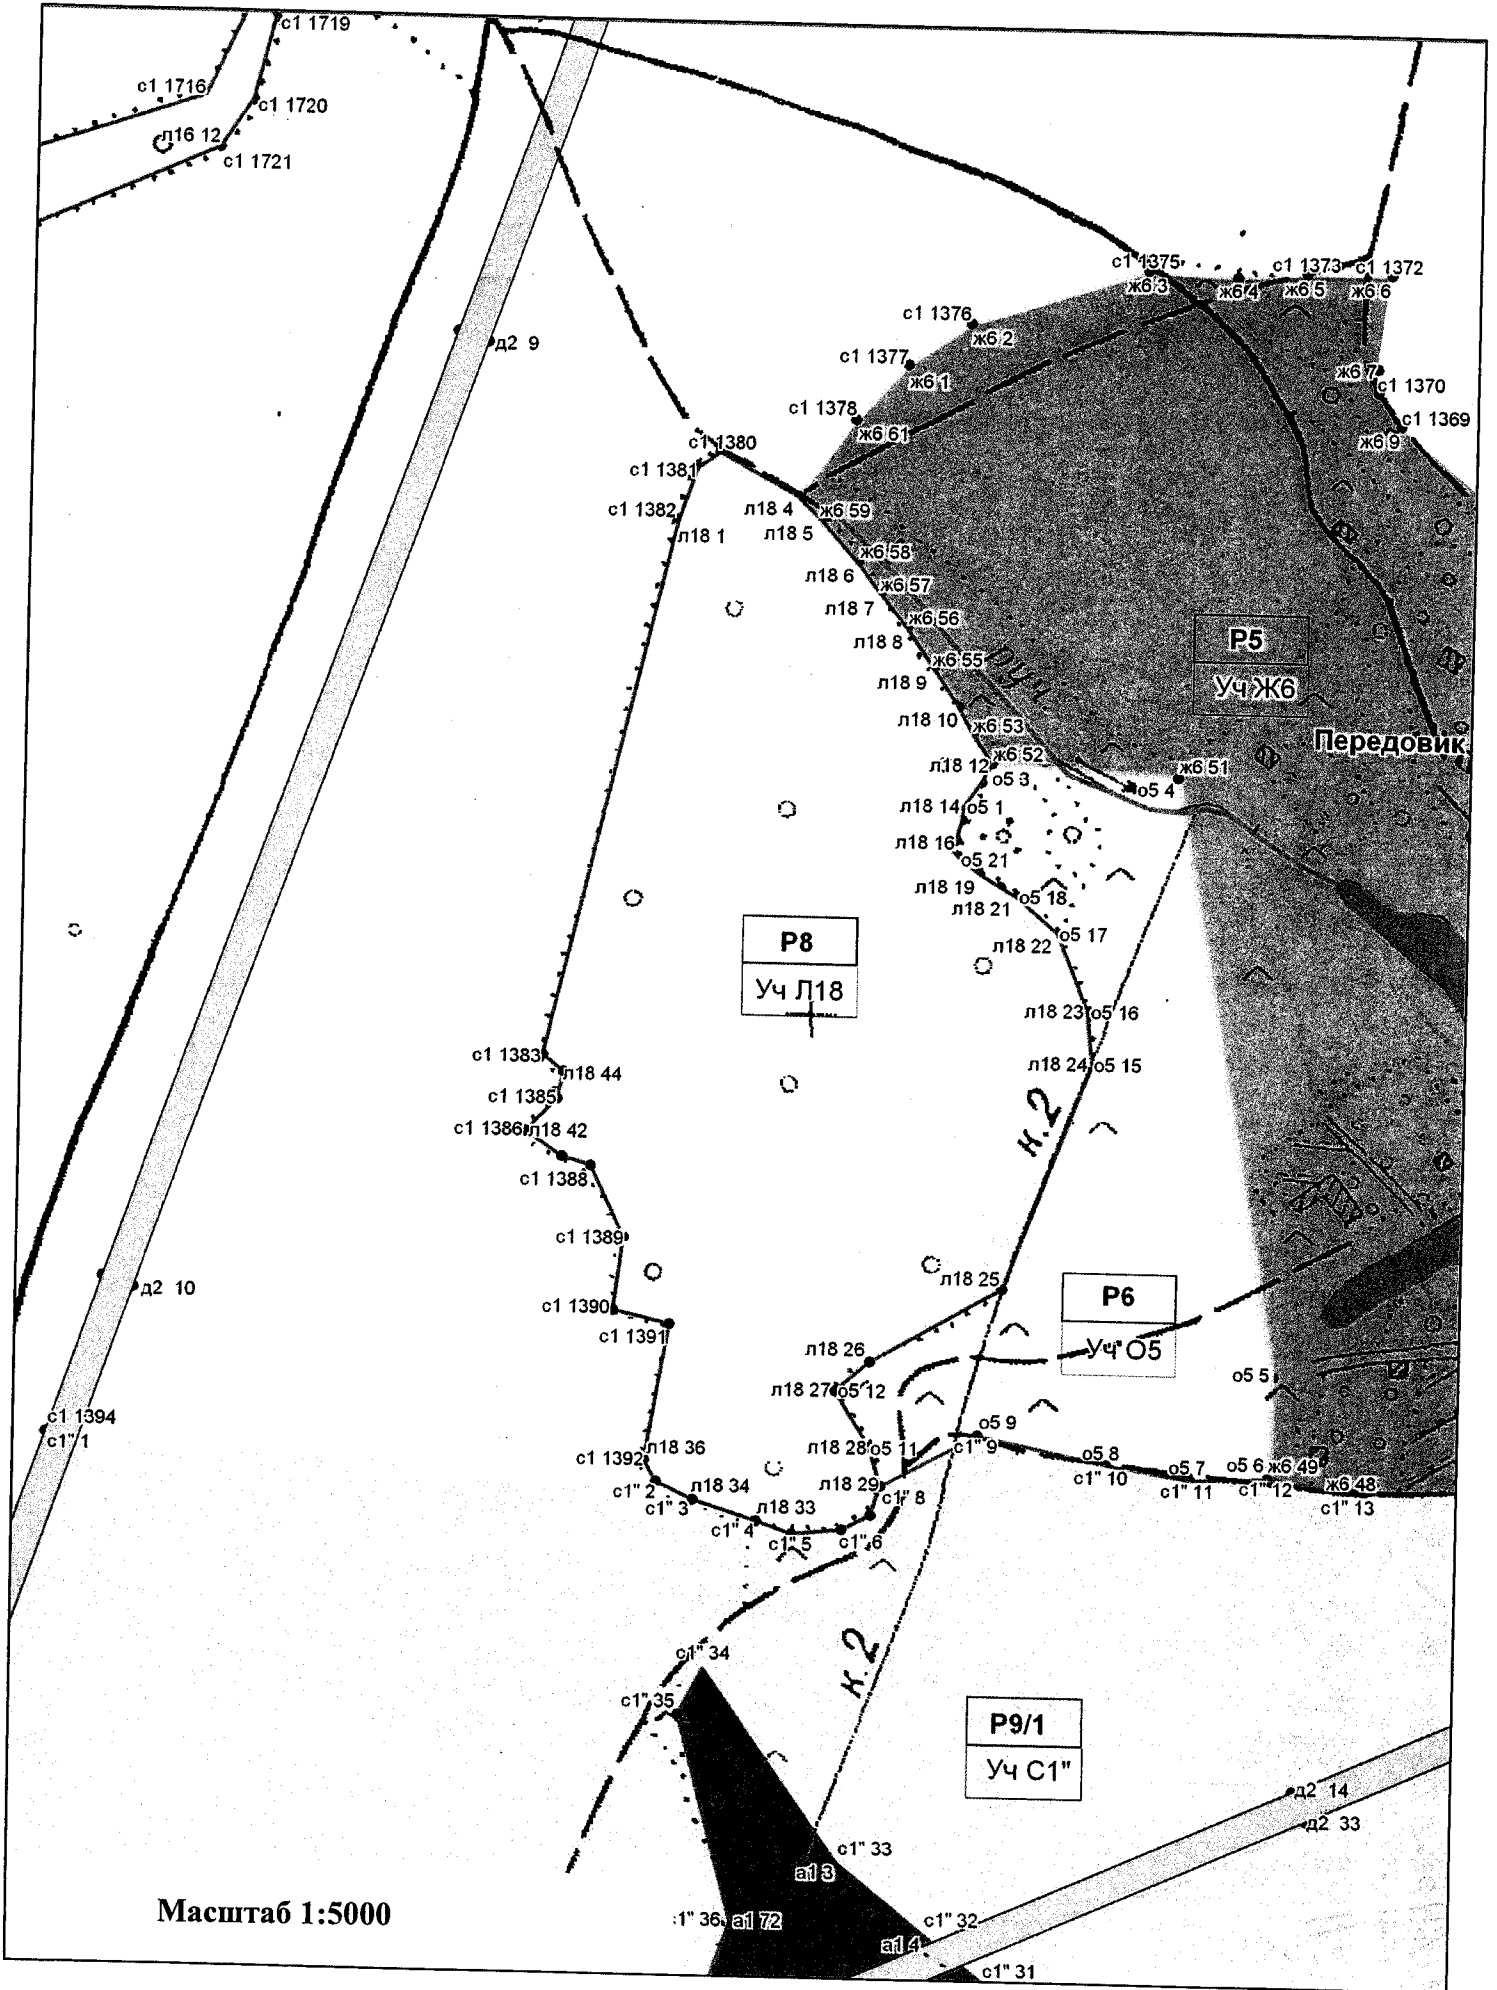 с1 1719
с1 1716
с1 1720
л16 12
с1 1721
с1 1375
с1 1373
с1 1372
ж6 3
ж6 4
ж6 5
ж6 6
с1 1376
ж6 2
д2 9
с1 1377
ж6 1
ж6 7
с1 1370
с1 1378
ж6 61
с1 1369
ж6 9
с1 1380
с1 1381
с1 1382
л18 4
ж6 59
л18 1
л18 5
ж6 58
л18 6
ж6 57
л18 7
ж6 56
л18 8
Р5
ж6 55
руч
л18 9
Уч Ж6
л18 10
ж6 53
Передовик
ж6 52
л18 12
ж6 51
о5 3
о5 4
л18 14
о5 1
л18 16
о5 21
л18 19
о5 18
л18 21
о5 17
Р8
л18 22
Уч Л18
л18 23
о5 16
с1 1383
л18 44
л18 24
о5 15
с1 1385
к.2
с1 1386
л18 42
с1 1388
с1 1389
л18 25
д2 10
Р6
с1 1390
с1 1391
л18 26
Уч О5
о5 5
л18 27
о5 12
с1 1394
с1" 1
о5 9
л18 36
л18 28
о5 11
с1" 9
с1 1392
о5 8
о5 7
о5 6
ж6 49
с1" 10
с1" 11
с1" 12
ж6 48
с1" 13
с1" 2
л18 34
л18 29
с1" 8
с1" 3
л18 33
с1" 4
с1" 5
с1" 6
с1" 34
к.2
с1" 35
Р9/1
Уч С1"
д2 14
д2 33
с1" 33
а1 3
Масштаб 1:5000
1" 36
а1 72
с1" 32
а1 4
с1" 31